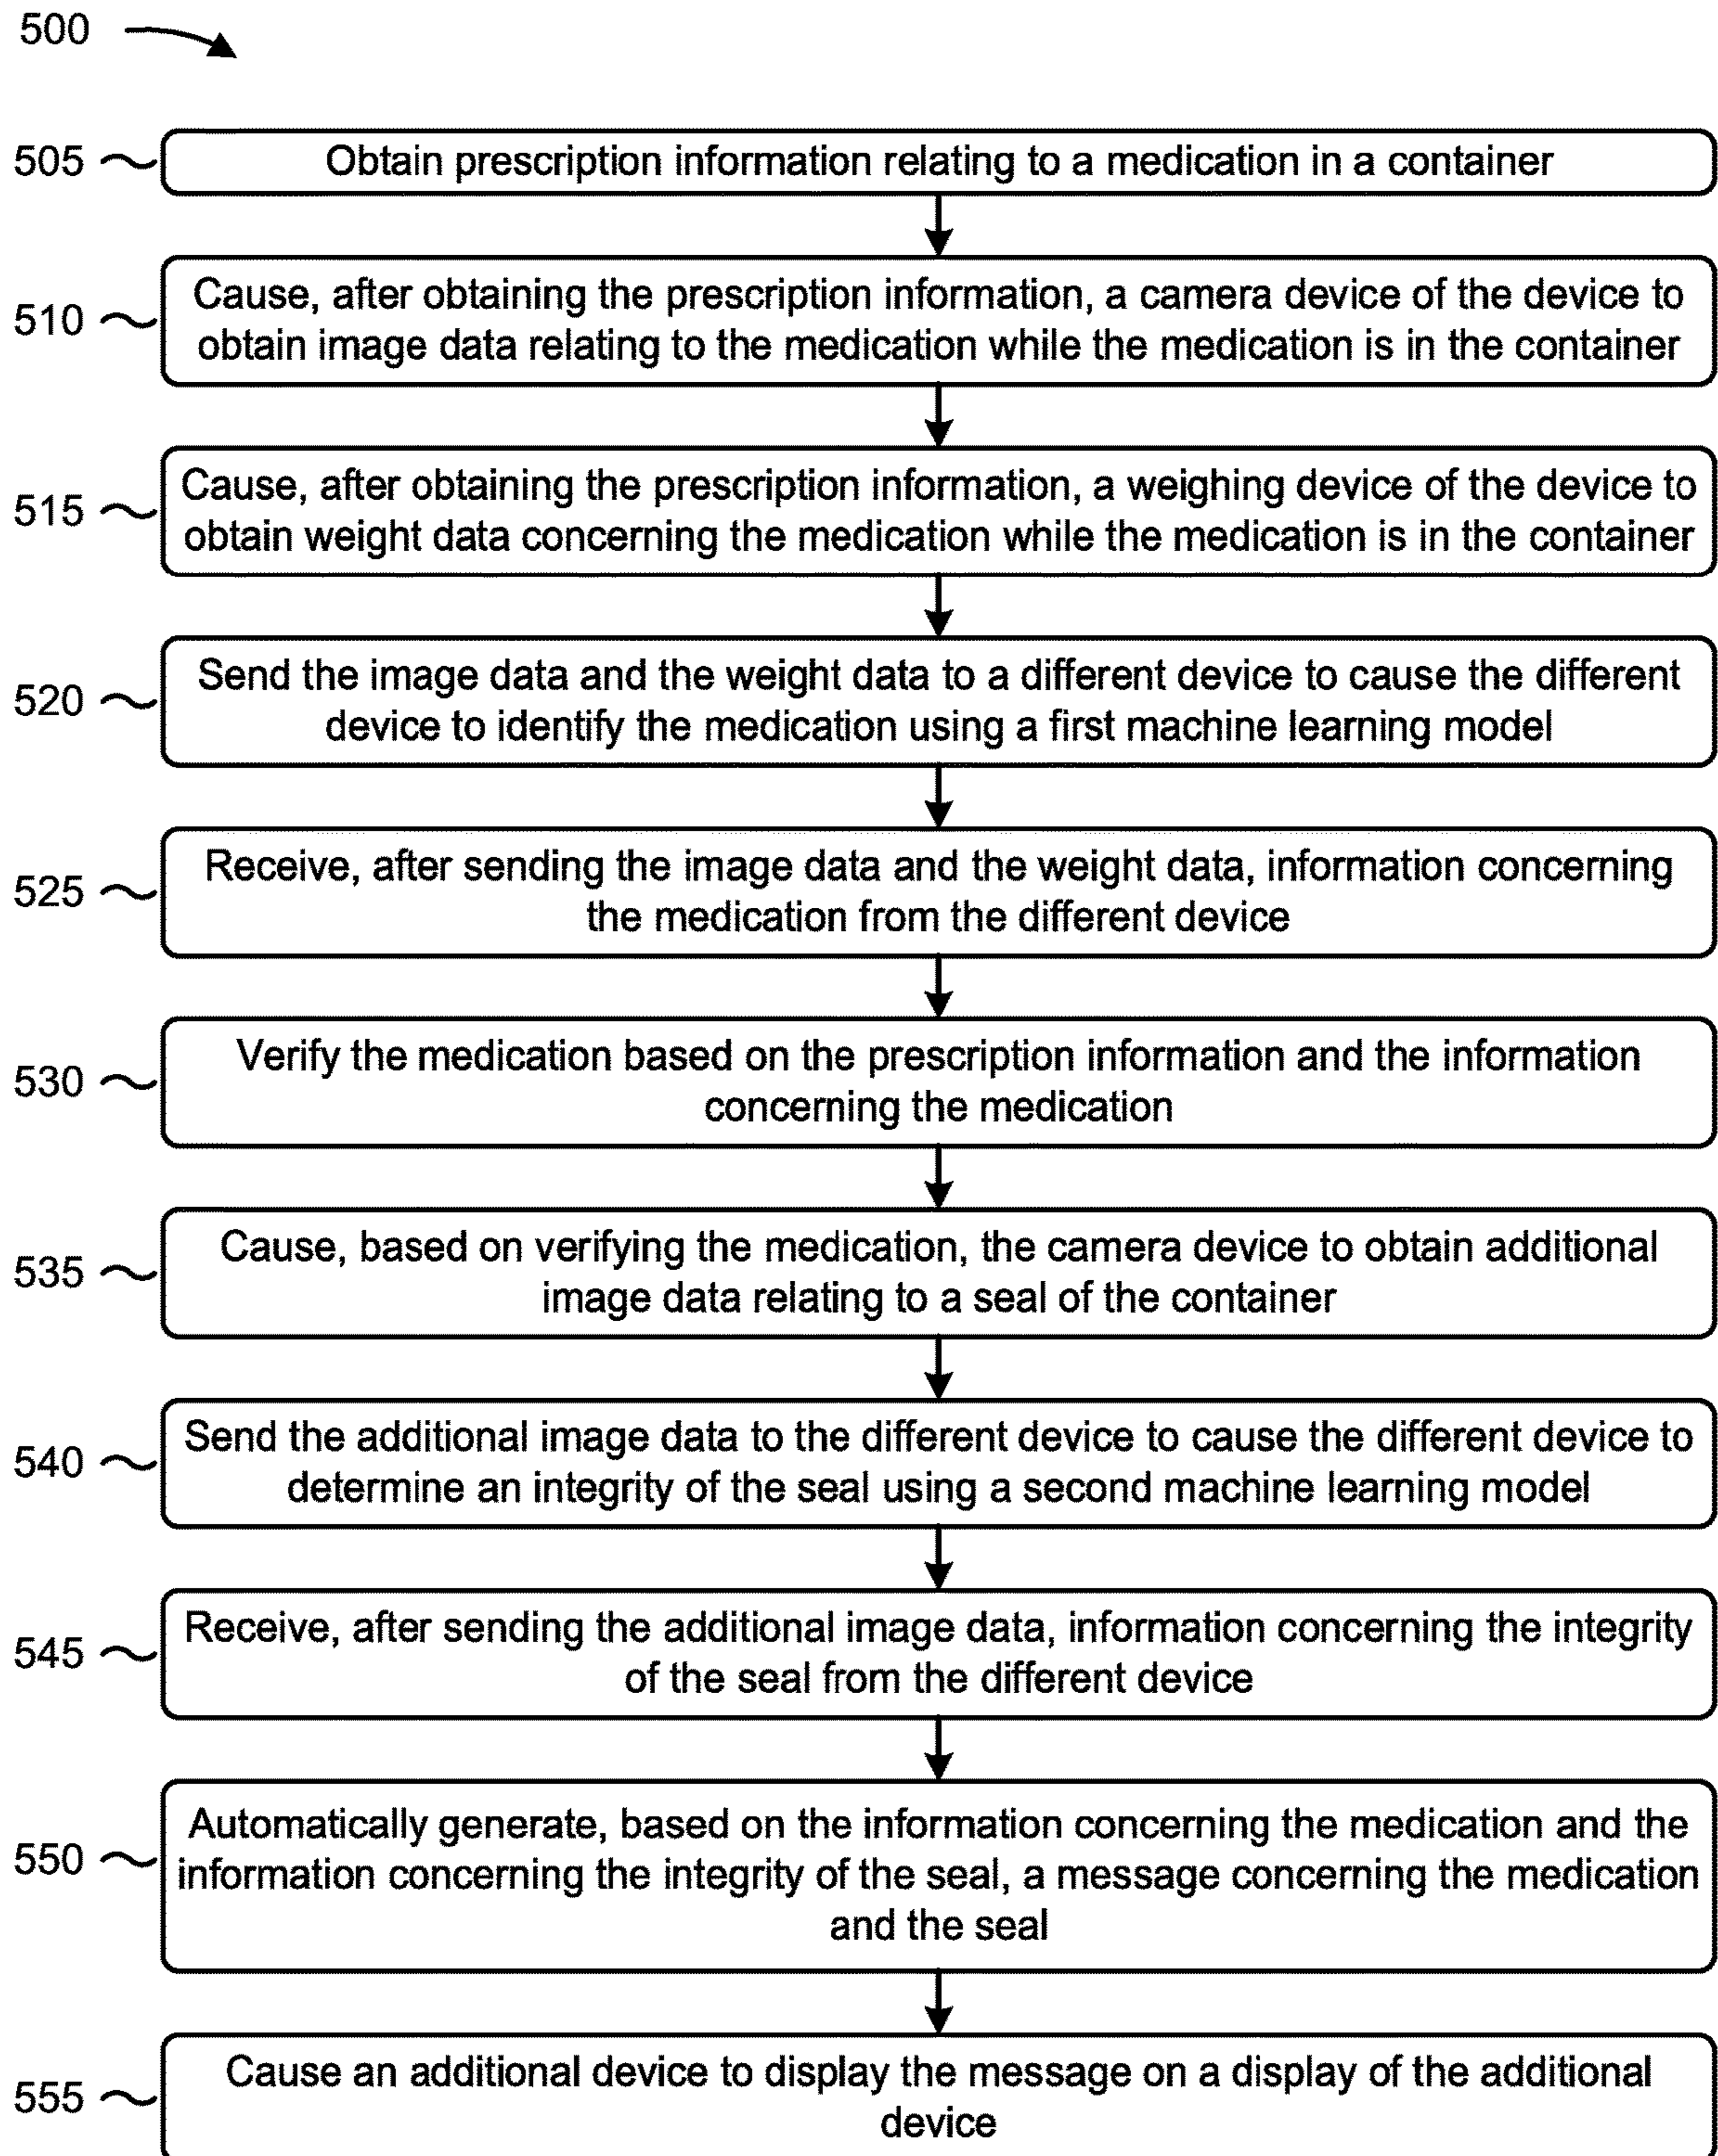 500
505
Obtain prescription information relating to a medication in a container
510
Cause, after obtaining the prescription information, a camera device of the device to
obtain image data relating to the medication while the medication is in the container
515
Cause, after obtaining the prescription information, a weighing device of the device to
obtain weight data concerning the medication while the medication is in the container
520
Send the image data and the weight data to a different device to cause the different
device to identify the medication using a first machine learning model
525
Receive, after sending the image data and the weight data, information concerning
the medication from the different device
530
Verify the medication based on the prescription information and the information
concerning the medication
535
Cause, based on verifying the medication, the camera device to obtain additional
image data relating to a seal of the container
540
Send the additional image data to the different device to cause the different device to
determine an integrity of the seal using a second machine learning model
545
Receive, after sending the additional image data, information concerning the integrity
of the seal from the different device
550
Automatically generate, based on the information concerning the medication and the
information concerning the integrity of the seal, a message concerning the medication
and the seal
555
Cause an additional device to display the message on a display of the additional
device